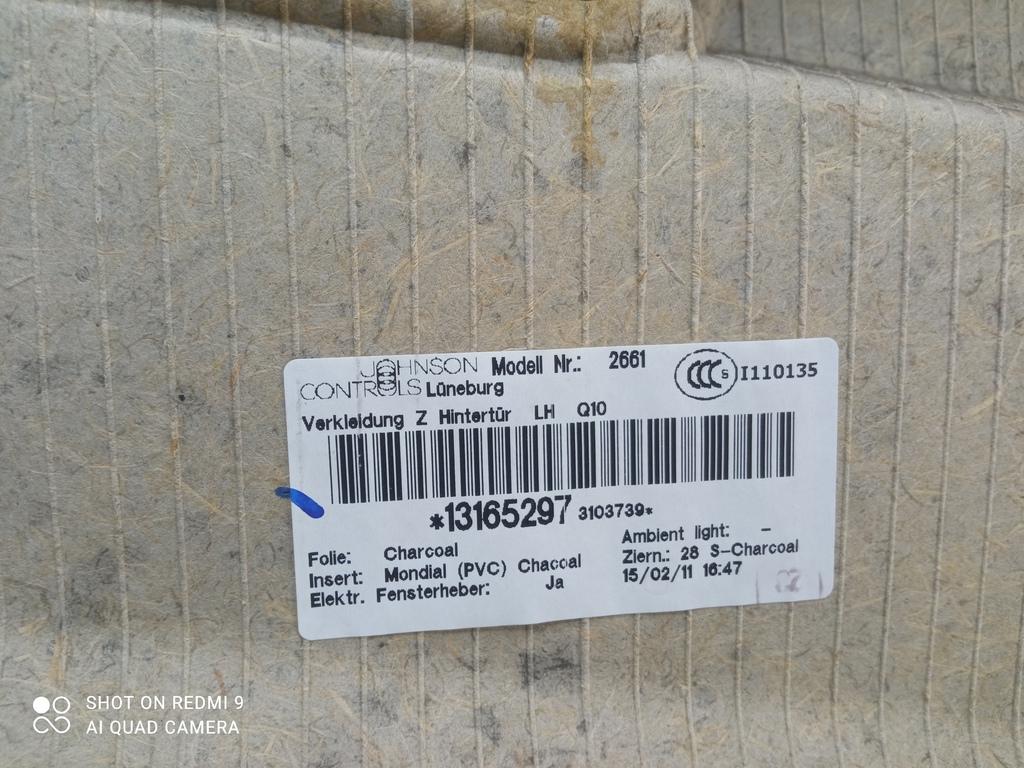 JOHNSON CONTROLS Lüneburg Modell Nr.: 2661
CCC S I110135
Verkleidung Z Hintertür LH Q10
*13165297 3103739*
Folie: Charcoal
Insert: Mondial (PVC) Chacoal
Elektr. Fensterheber: Ja
Ambient light: -
Ziern.: 28 S-Charcoal
15/02/11 16:47
SHOT ON REDMI 9
AI QUAD CAMERA